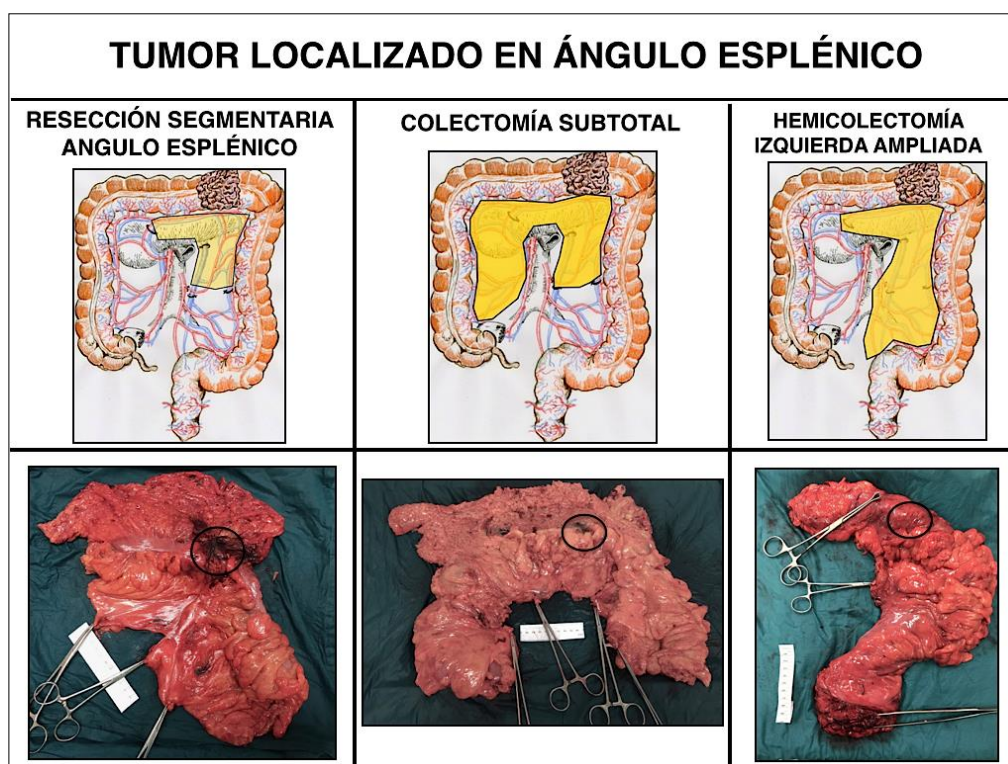 TUMOR LOCALIZADO EN ÁNGULO ESPLÉNICO
RESECCIÓN SEGMENTARIA
ANGULO ESPLÉNICO
COLECTOMÍA SUBTOTAL
HEMICOLECTOMÍA
IZQUIERDA AMPLIADA